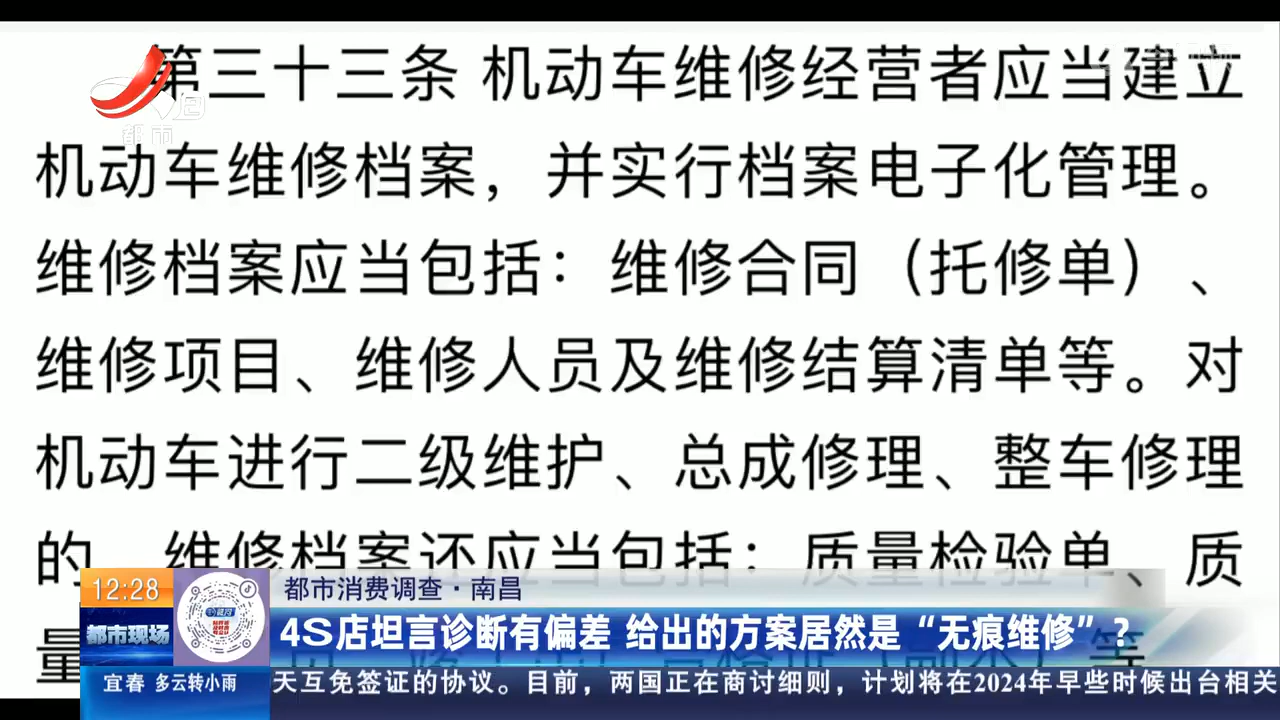 第三十三条 机动车维修经营者应当建立
机动车维修档案，并实行档案电子化管理。
维修档案应当包括：维修合同（托修单）、
维修项目、维修人员及维修结算清单等。对
机动车进行二级维护、总成修理、整车修理
的，维修档案还应当包括：质量检验单、质
量
都市
12:28
都市消费调查·南昌
都市现场
4S店坦言诊断有偏差 给出的方案居然是“无痕维修”？
宜春 多云转小雨
天互免签证的协议。目前，两国正在商讨细则，计划将在2024年早些时候出台相关